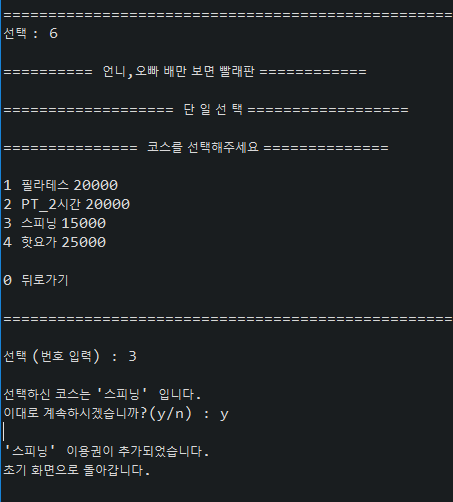 =====================================================
선택 : 6
========== 언니,오빠 배만 보면 빨래판 ============
=================== 단 일 선 택 ==================
=============== 코스를 선택해주세요 ==============
1 필라테스 20000
2 PT_2시간 20000
3 스피닝 15000
4 핫요가 25000
0 뒤로가기
=====================================================
선택 (번호 입력) : 3
선택하신 코스는 '스피닝' 입니다.
이대로 계속하시겠습니까?(y/n) : y
'스피닝' 이용권이 추가되었습니다.
초기 화면으로 돌아갑니다.